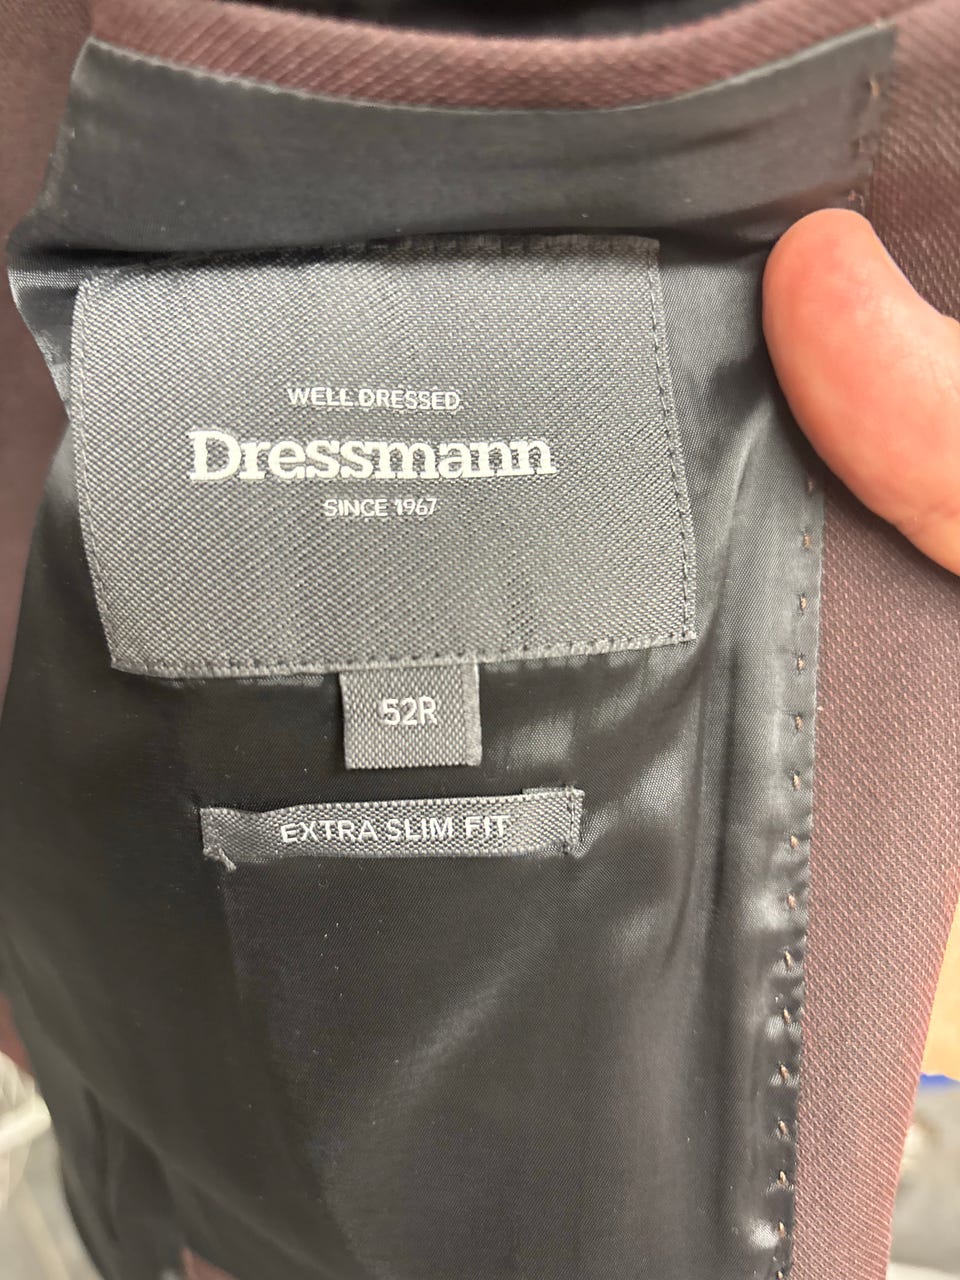 WELL DRESSED
Dressmann
SINCE 1967
52R
EXTRA SLIM FIT